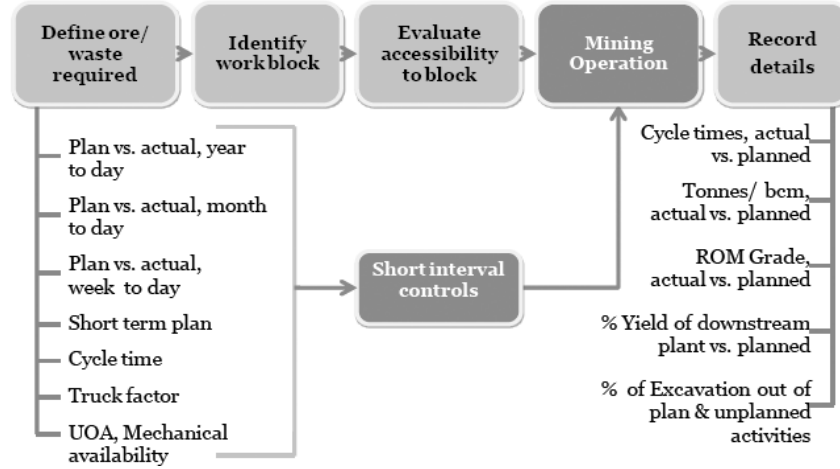 Define ore/
waste
required
Identify
work block
Evaluate
accessibility
to block
Mining
Operation
Record
details
Plan vs. actual, year
to day
Plan vs. actual, month
to day
Plan vs. actual,
week to day
Short term plan
Cycle time
Truck factor
UOA, Mechanical
availability
Short interval
controls
Cycle times, actual
vs. planned
Tonnes/ bcm,
actual vs. planned
ROM Grade,
actual vs. planned
% Yield of downstream
plant vs. planned
% of Excavation out of
plan & unplanned
activities